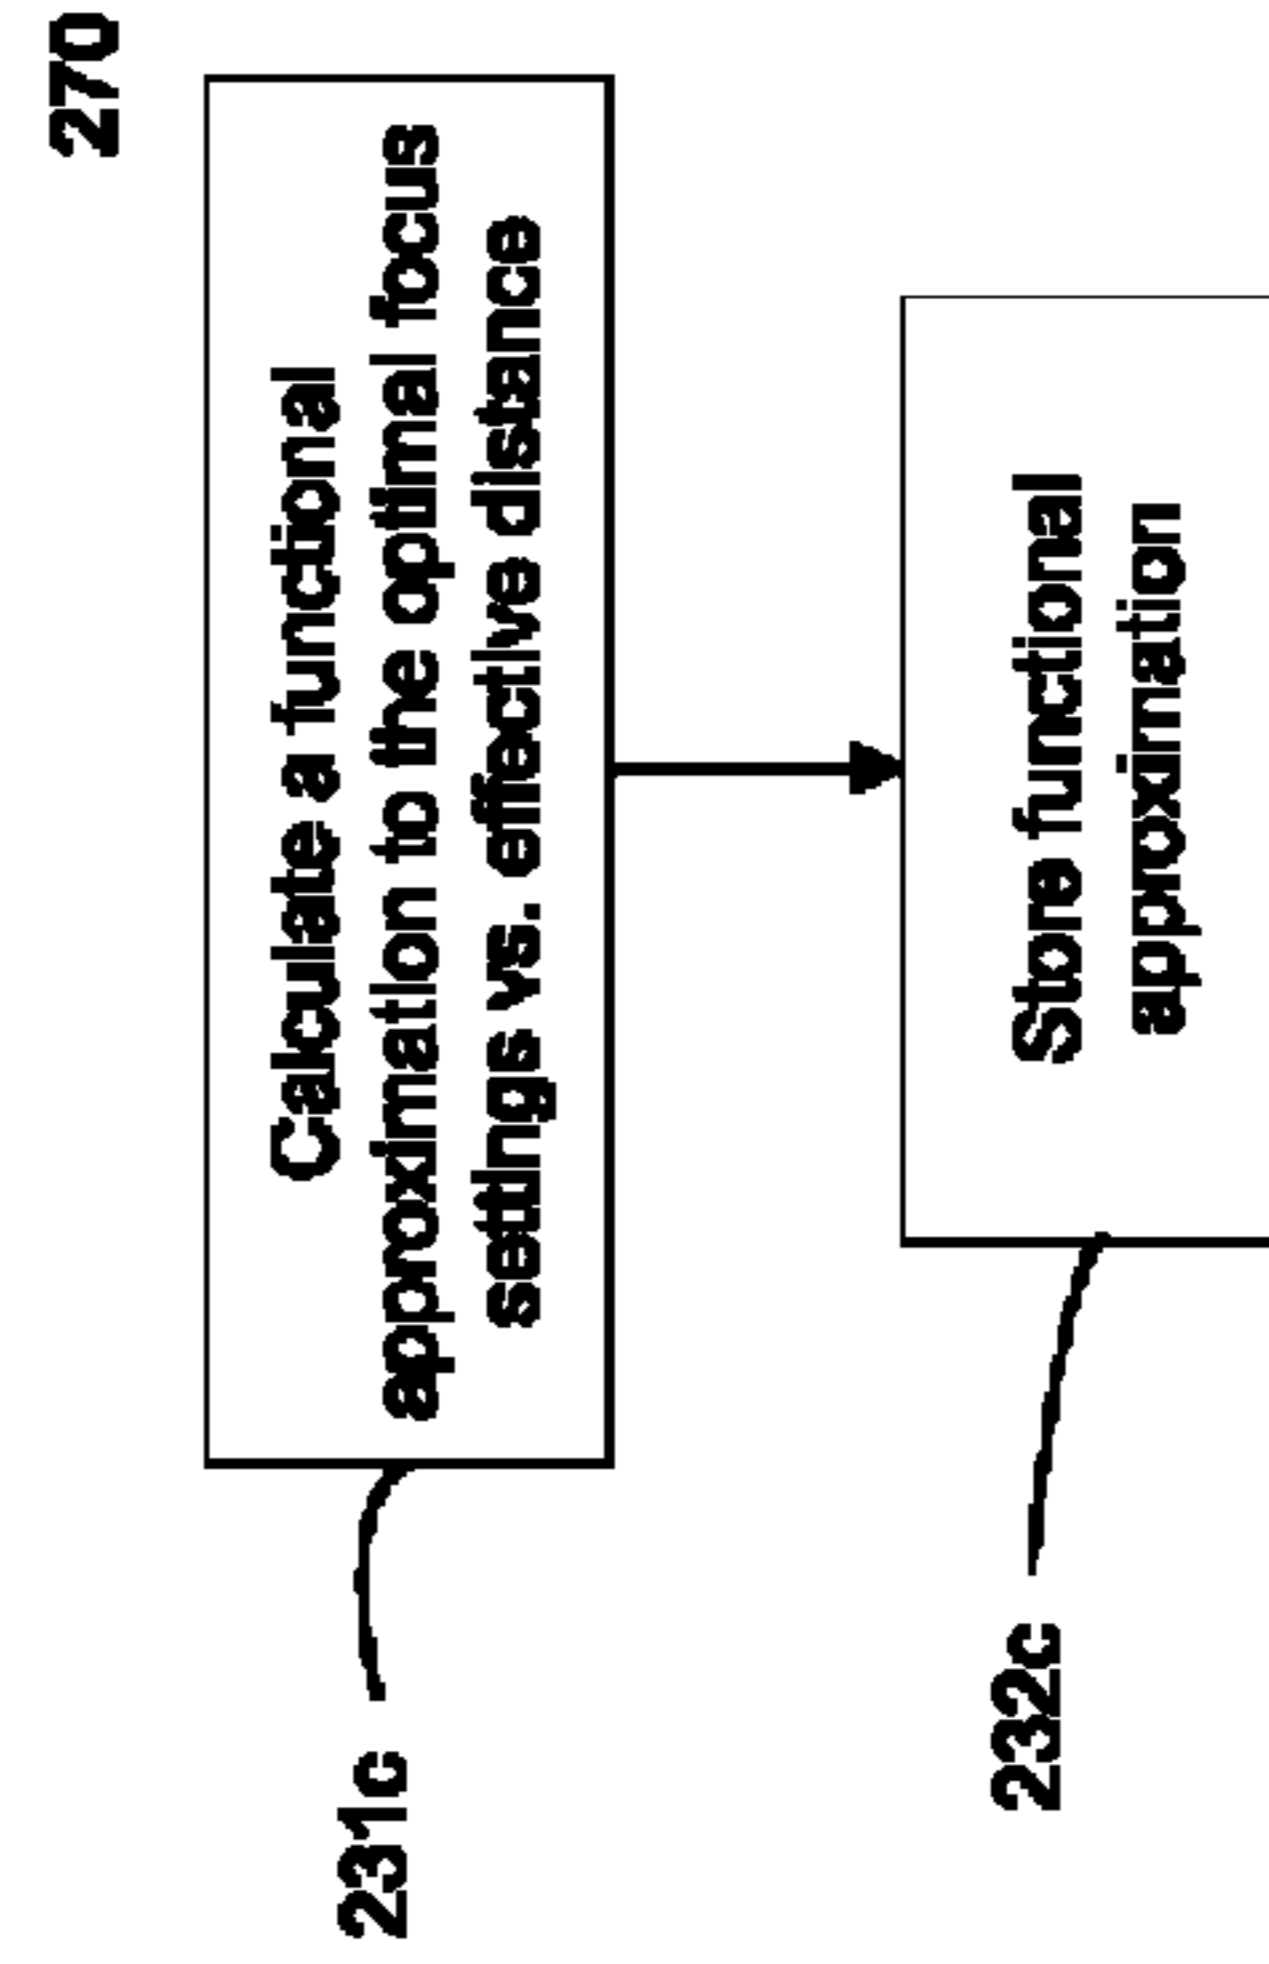 270
231c
Calculate a functional
approximation to the optimal focus
settings vs. effective distance
232c
Store functional
approximation